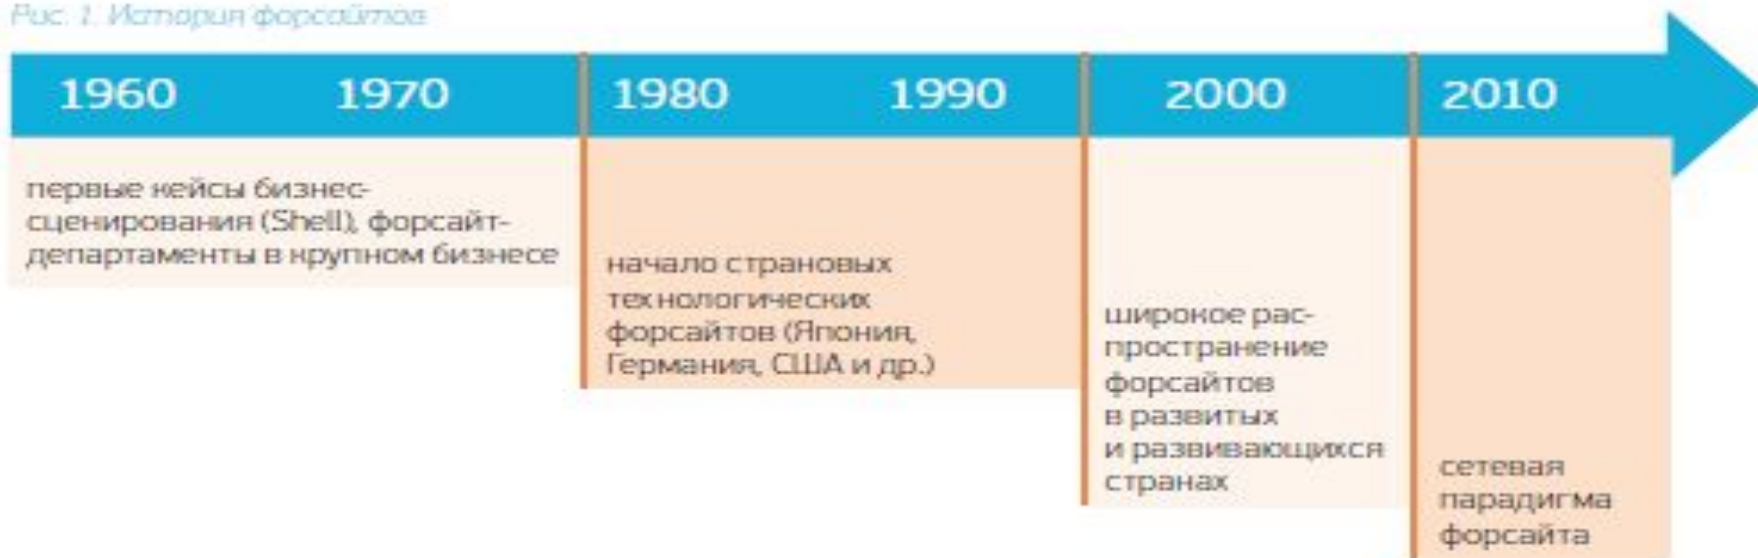 Рис. 1. История форсайтов
1960 1970 1980 1990 2000 2010
первые кейсы бизнес-
сценирования (Shell), форсайт-
департаменты в крупном бизнесе
начало страновых
технологических
форсайтов (Япония,
Германия, США и др.)
широкое рас-
пространение
форсайтов
в развитых
и развивающихся
странах
сетевая
парадигма
форсайта